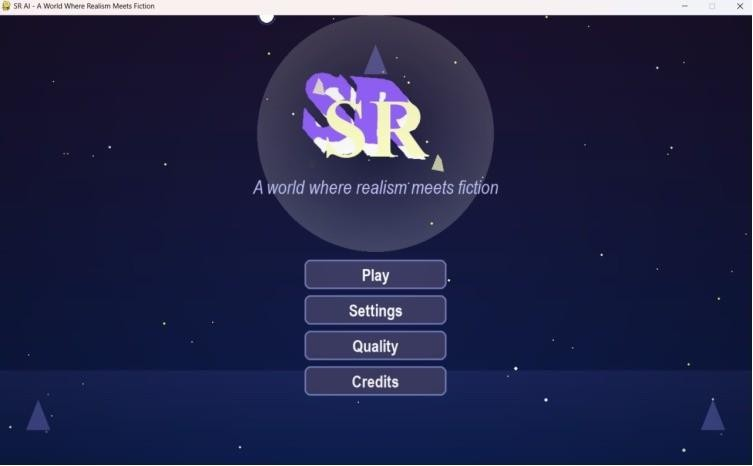 SR AI - A World Where Realism Meets Fiction
SR
A world where realism meets fiction
Play
Settings
Quality
Credits